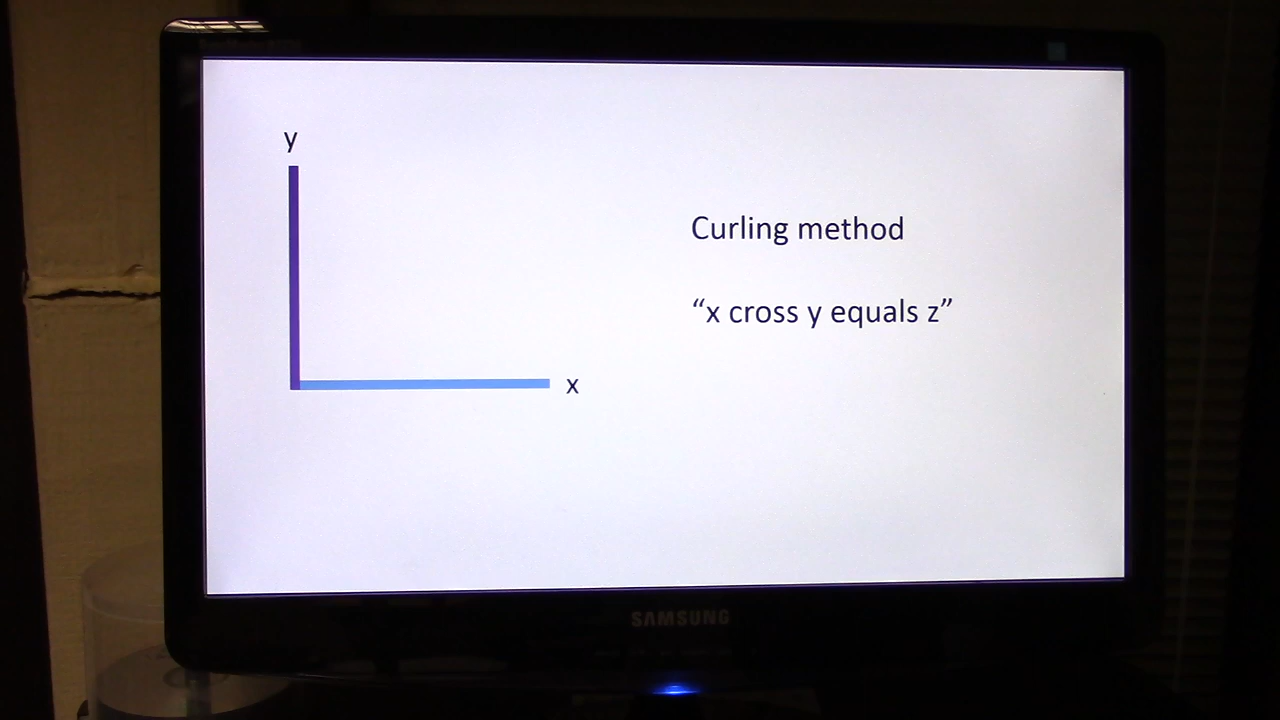 y
Curling method
“x cross y equals z”
x
SAMSUNG